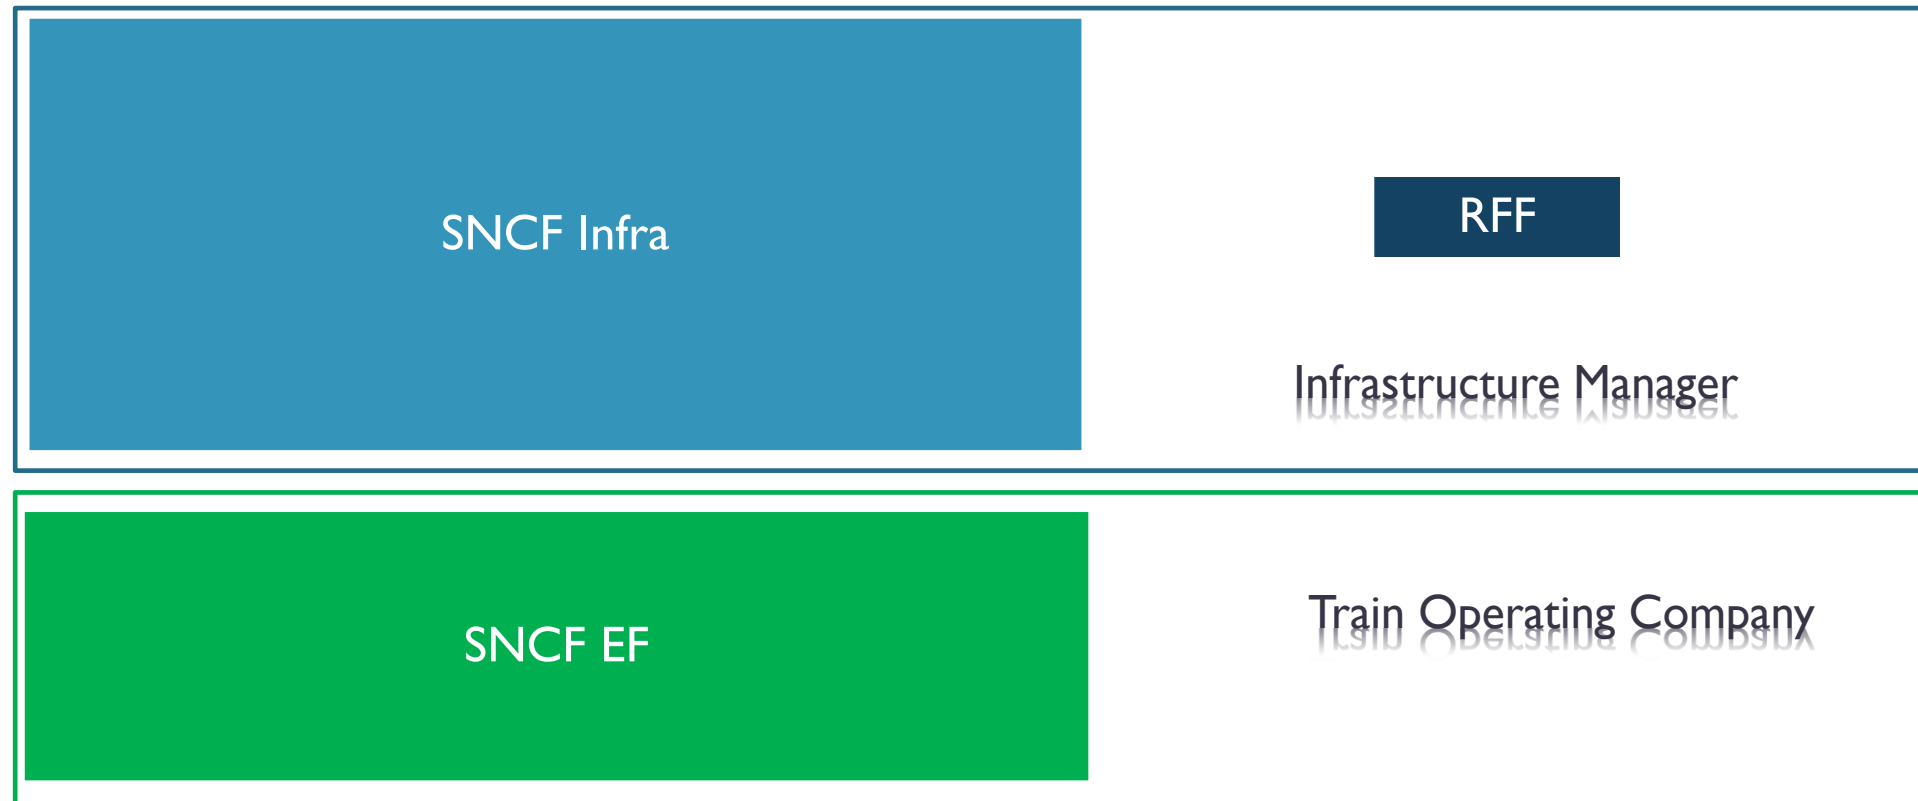 SNCF Infra
RFF
Infrastructure Manager
SNCF EF
Train Operating Company